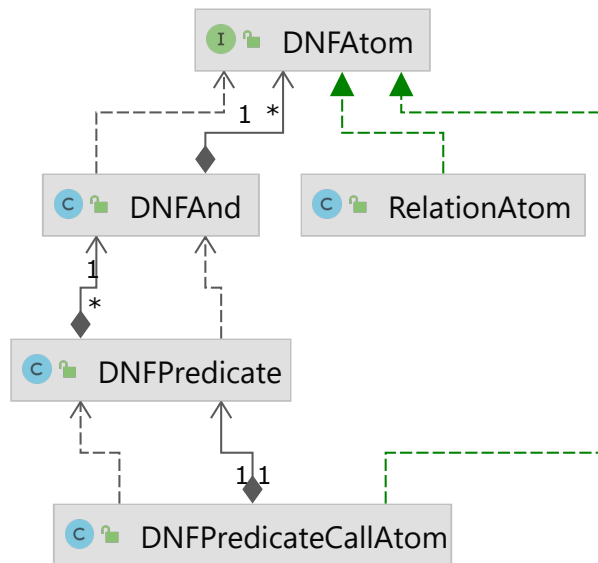 I DNFAtom
1 *
C DNFAnd
C RelationAtom
1
*
C DNFPredicate
1 1
C DNFPredicateCallAtom